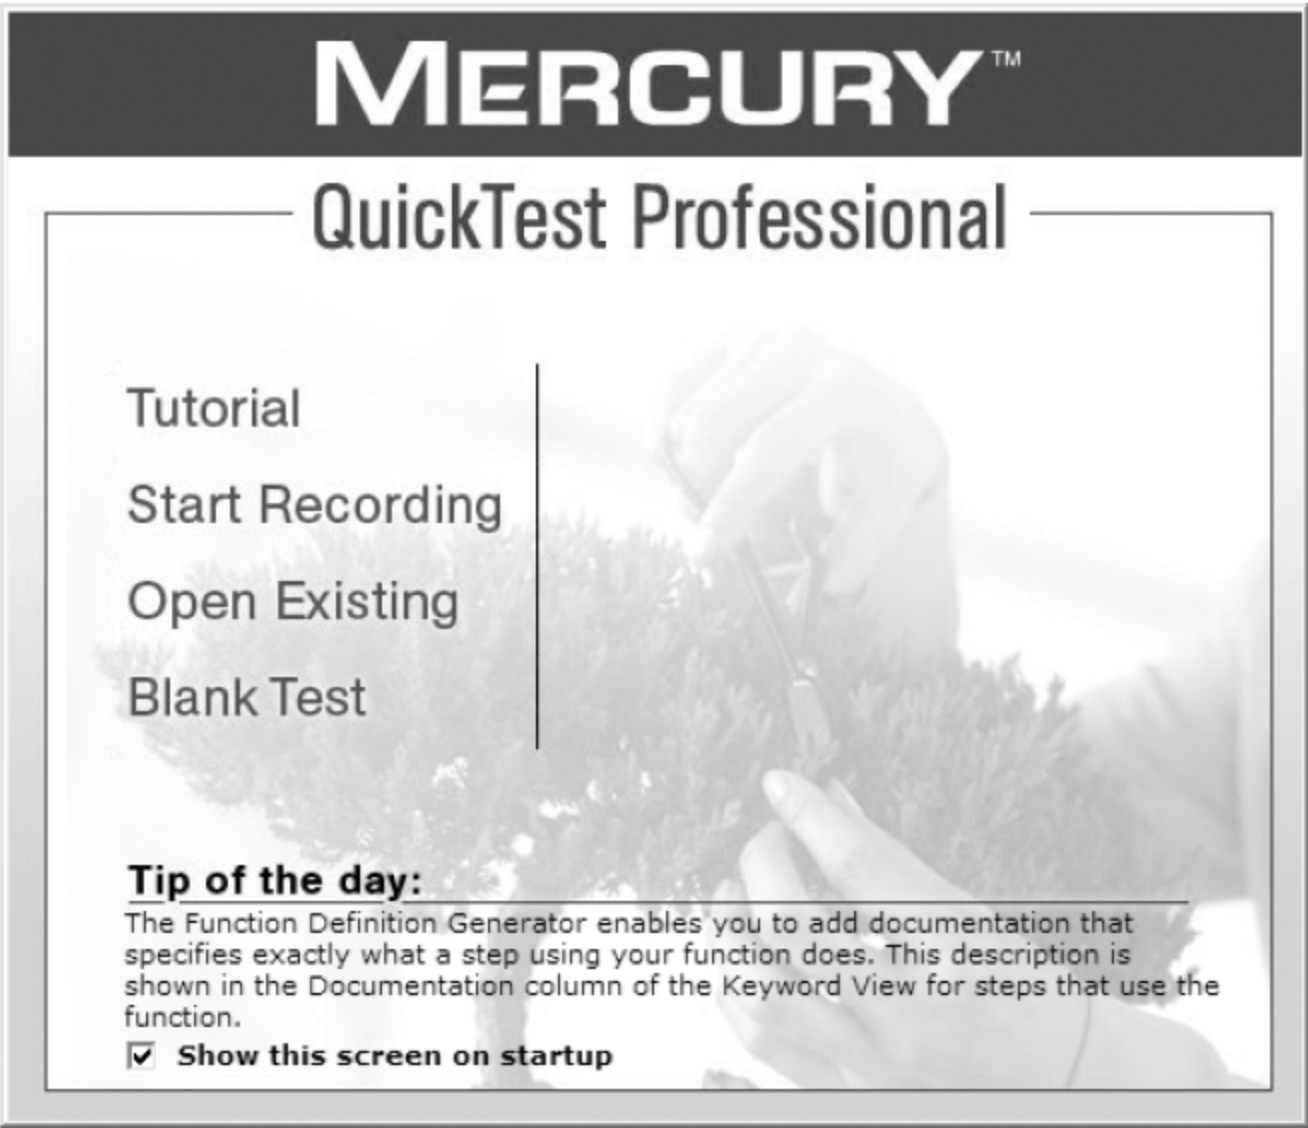 MERCURY™
QuickTest Professional
Tutorial
Start Recording
Open Existing
Blank Test
Tip of the day:
The Function Definition Generator enables you to add documentation that
specifies exactly what a step using your function does. This description is
shown in the Documentation column of the Keyword View for steps that use the
function.
Show this screen on startup